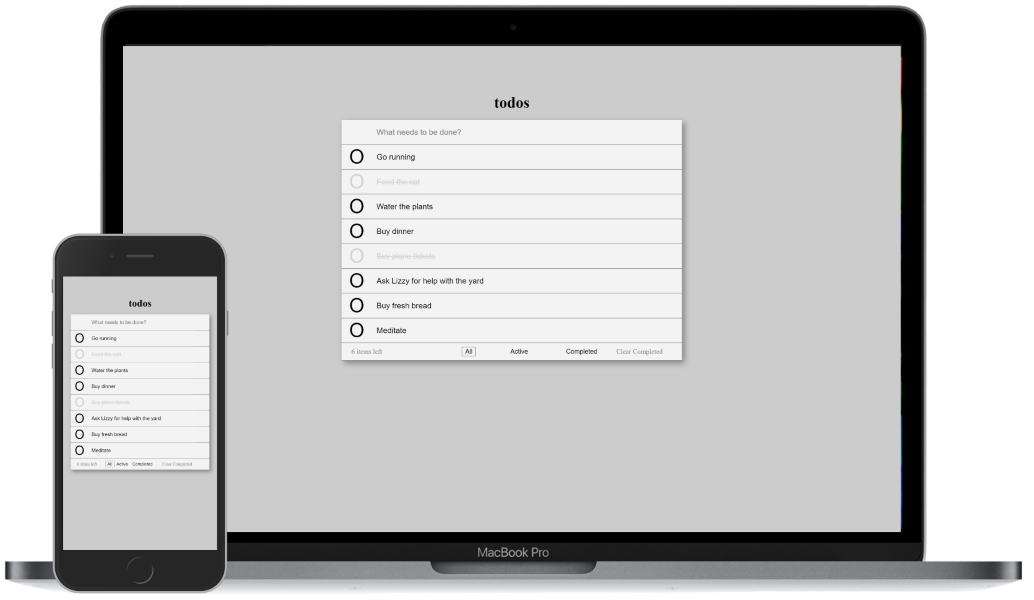 todos
What needs to be done?
Go running
Feed the cat
Water the plants
Buy dinner
Buy plane tickets
Ask Lizzy for help with the yard
Buy fresh bread
Meditate
6 items left All Active Completed Clear Completed
MacBook Pro
todos
What needs to be done?
Go running
Feed the cat
Water the plants
Buy dinner
Buy plane tickets
Ask Lizzy for help with the yard
Buy fresh bread
Meditate
6 items left All Active Completed Clear Completed